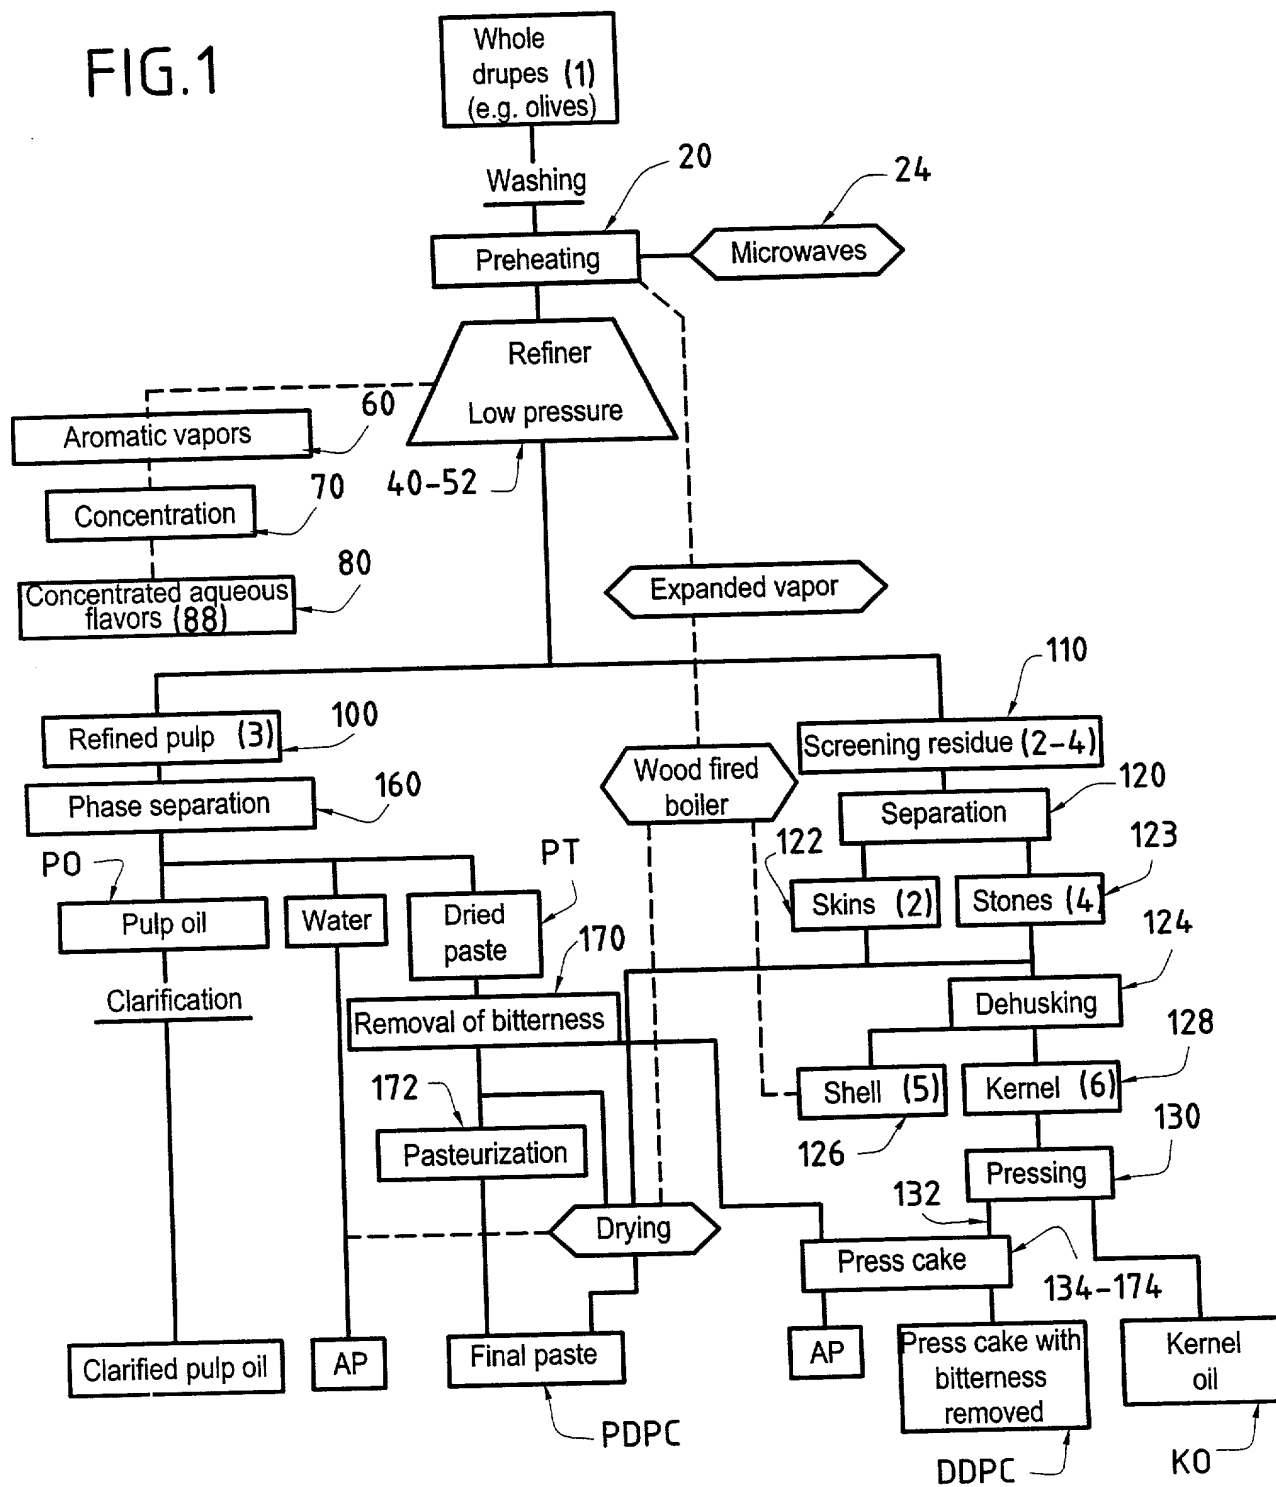 FIG.1
Whole
drupes (1)
(e.g. olives)
Washing
20
24
Preheating
Microwaves
Refiner
Low pressure
60
Aromatic vapors
40-52
70
Concentration
80
Concentrated aqueous
flavors (88)
Expanded vapor
110
Refined pulp (3)
100
Screening residue (2-4)
Wood fired
boiler
Phase separation
160
120
Separation
PO
PT
122
123
Pulp oil
Water
Dried
paste
Skins (2)
Stones (4)
170
124
Clarification
Removal of bitterness
Dehusking
128
172
Shell (5)
Kernel (6)
126
130
Pasteurization
Pressing
132
Drying
Press cake
134-174
Clarified pulp oil
AP
Final paste
AP
Press cake with
bitterness
removed
Kernel
oil
PDPC
DDPC
KO